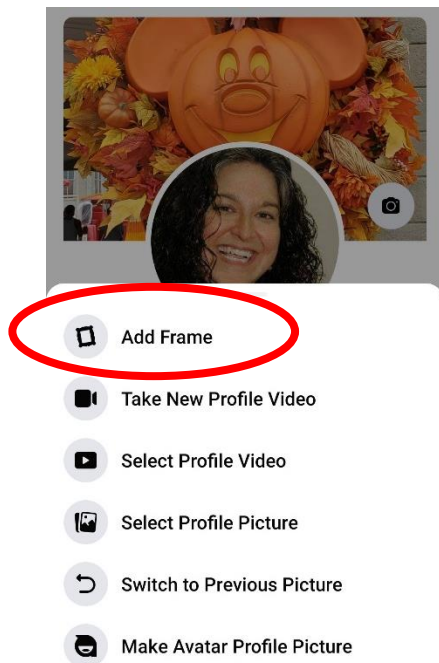 Add Frame
Take New Profile Video
Select Profile Video
Select Profile Picture
Switch to Previous Picture
Make Avatar Profile Picture